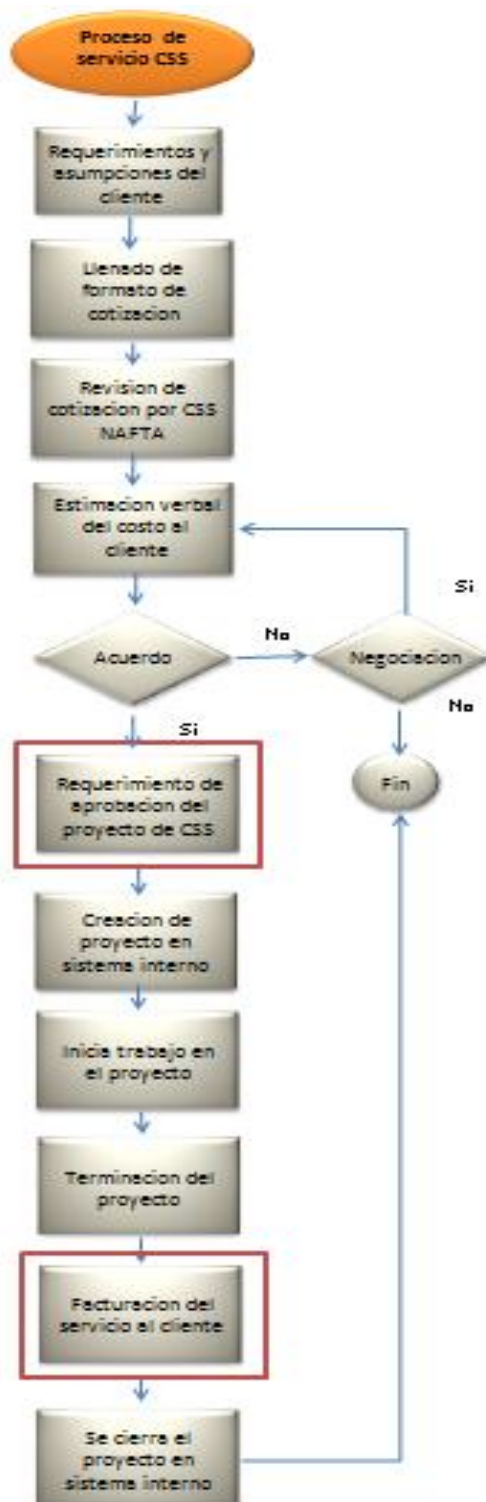 Proceso de
servicio CSS
Requerimientos y
asumpciones del
cliente
Llenado de
formato de
cotizacion
Revision de
cotizacion por CSS
NAFTA
Estimacion verbal
del costo al
cliente
Si
Acuerdo
No
Negociacion
No
Si
Fin
Requerimiento de
aprobacion del
proyecto de CSS
Creacion de
proyecto en
sistema interno
Inicia trabajo en
el proyecto
Terminacion del
proyecto
Facturacion del
servicio al cliente
Se cierra el
proyecto en
sistema interno